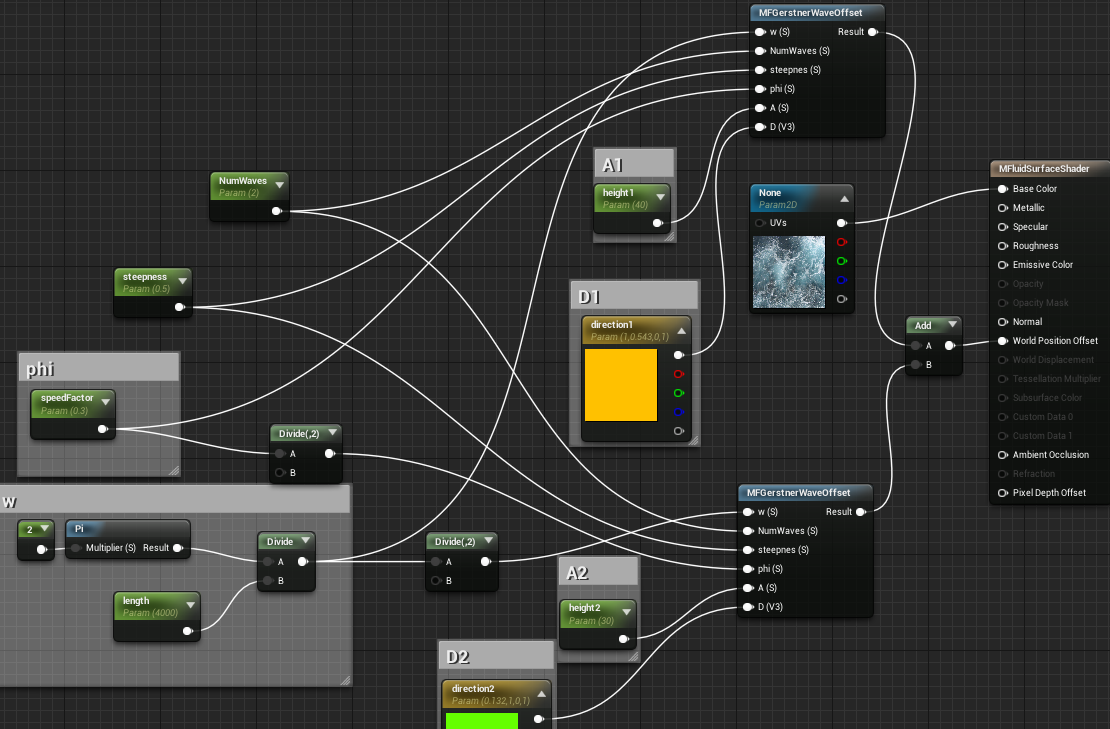 MFGerstnerWaveOffset
w (S)
Result
NumWaves (S)
steepnes (S)
phi (S)
A (S)
D (V3)
A1
height1
Param (40)
NumWaves
Param (2)
None
Param2D
UVs
MFluidSurfaceShader
Base Color
Metallic
Specular
Roughness
Emissive Color
Opacity
Opacity Mask
Normal
World Position Offset
World Displacement
Tessellation Multiplier
Subsurface Color
Custom Data 0
Custom Data 1
Ambient Occlusion
Refraction
Pixel Depth Offset
steepness
Param (0.5)
D1
direction1
Param (1,0.543,0,1)
Add
A
B
phi
speedFactor
Param (0.3)
Divide(,2)
A
B
w
2
Pi
Multiplier (S)
Result
Divide
A
B
length
Param (4000)
Divide(,2)
A
B
MFGerstnerWaveOffset
w (S)
Result
NumWaves (S)
steepnes (S)
phi (S)
A (S)
D (V3)
A2
height2
Param (30)
D2
direction2
Param (0.132,1,0,1)